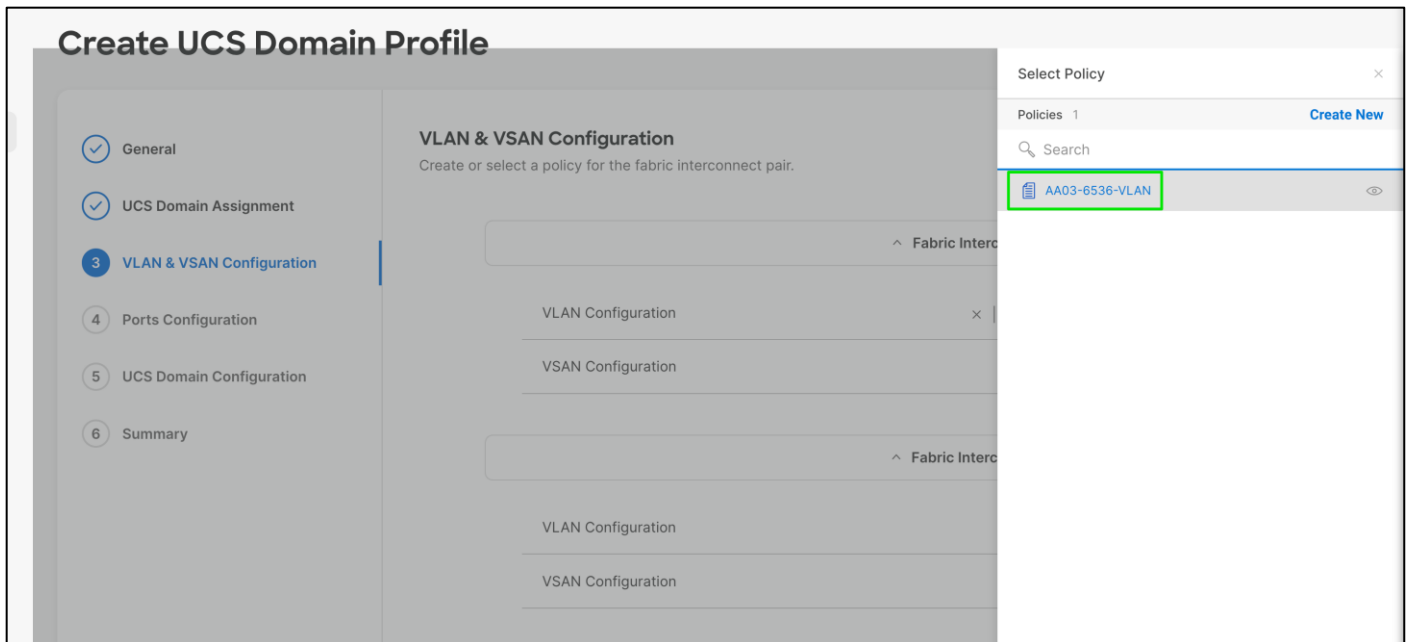 Create UCS Domain Profile
General
UCS Domain Assignment
3 VLAN & VSAN Configuration
4 Ports Configuration
5 UCS Domain Configuration
6 Summary
VLAN & VSAN Configuration
Create or select a policy for the fabric interconnect pair.
Fabric Interc
VLAN Configuration
VSAN Configuration
Fabric Interc
VLAN Configuration
VSAN Configuration
Select Policy
Policies 1 Create New
Search
AA03-6536-VLAN